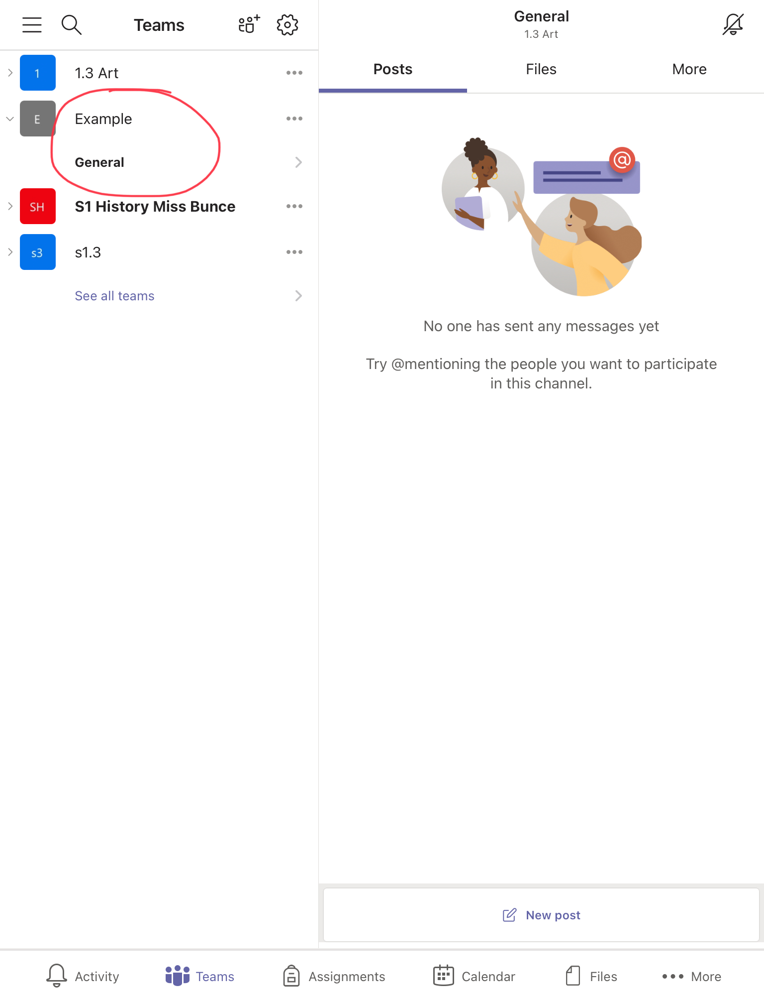 Teams
1
1.3 Art
E
Example
General
SH
S1 History Miss Bunce
s3
s1.3
See all teams
General
1.3 Art
Posts
Files
More
@
No one has sent any messages yet
Try @mentioning the people you want to participate
in this channel.
New post
Activity
Teams
Assignments
Calendar
Files
More